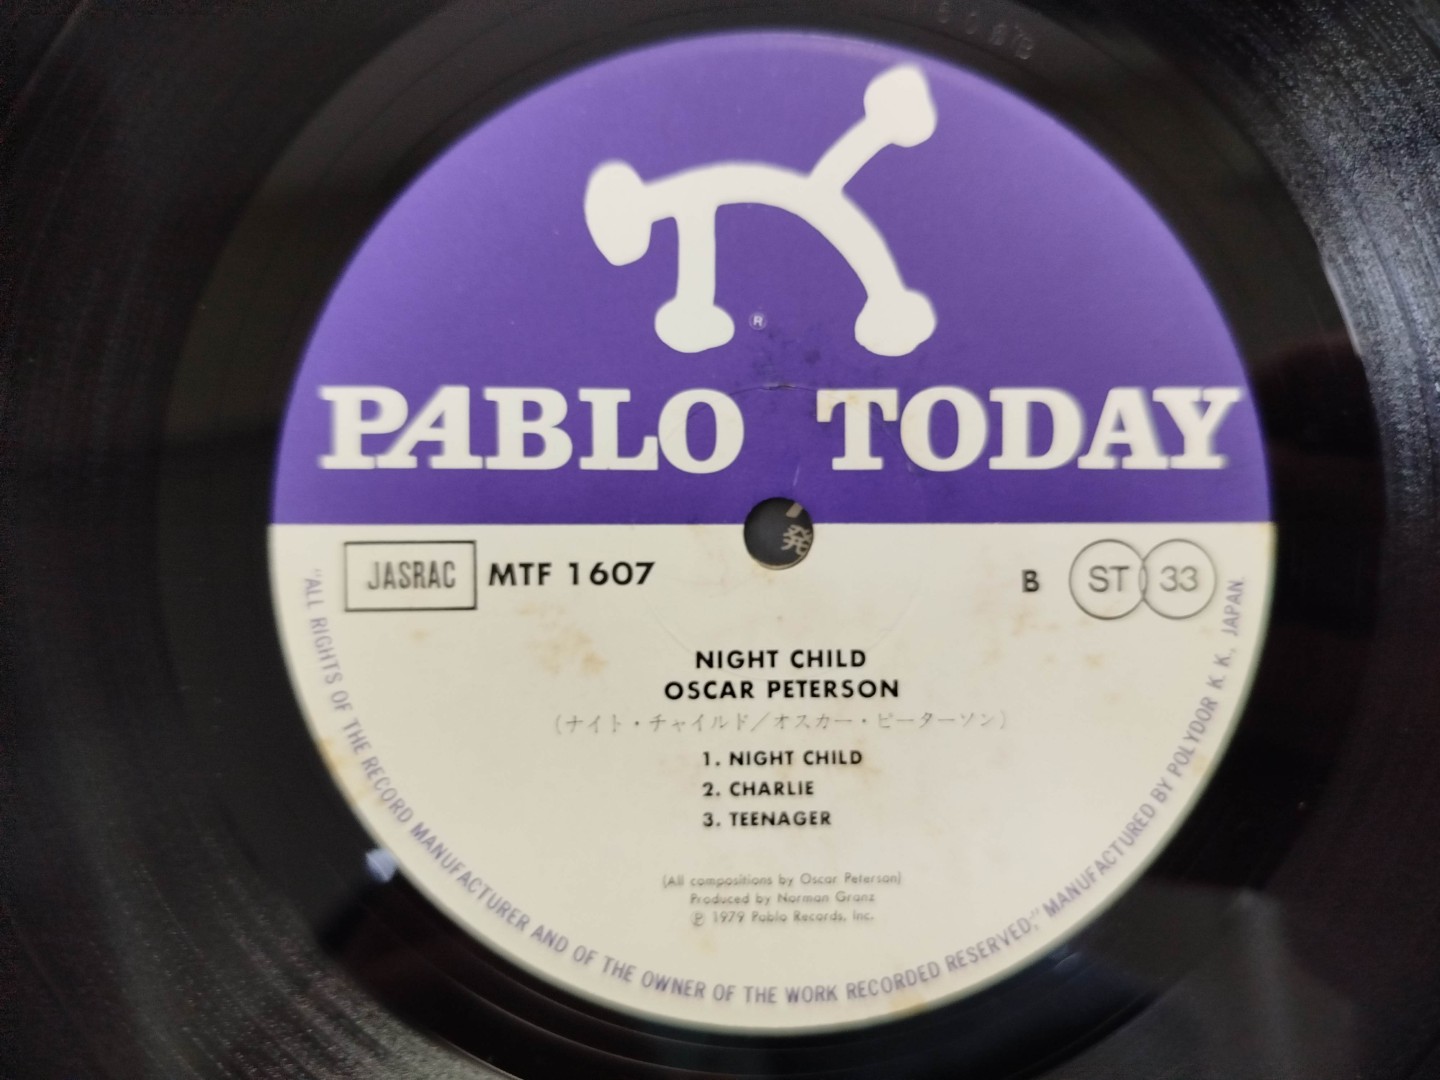 ®
PABLO TODAY
JASRAC MTF 1607
B ST 33
NIGHT CHILD
OSCAR PETERSON
(ナイト・チャイルド/オスカー・ピーターソン)
1. NIGHT CHILD
2. CHARLIE
3. TEENAGER
(All compositions by Oscar Peterson)
Produced by Norman Granz
℗ 1979 Pablo Records, Inc.
"ALL RIGHTS OF THE RECORD MANUFACTURER AND OF THE OWNER OF THE WORK RECORDED RESERVED;" MANUFACTURED BY POLYDOR K.K., JAPAN.
発